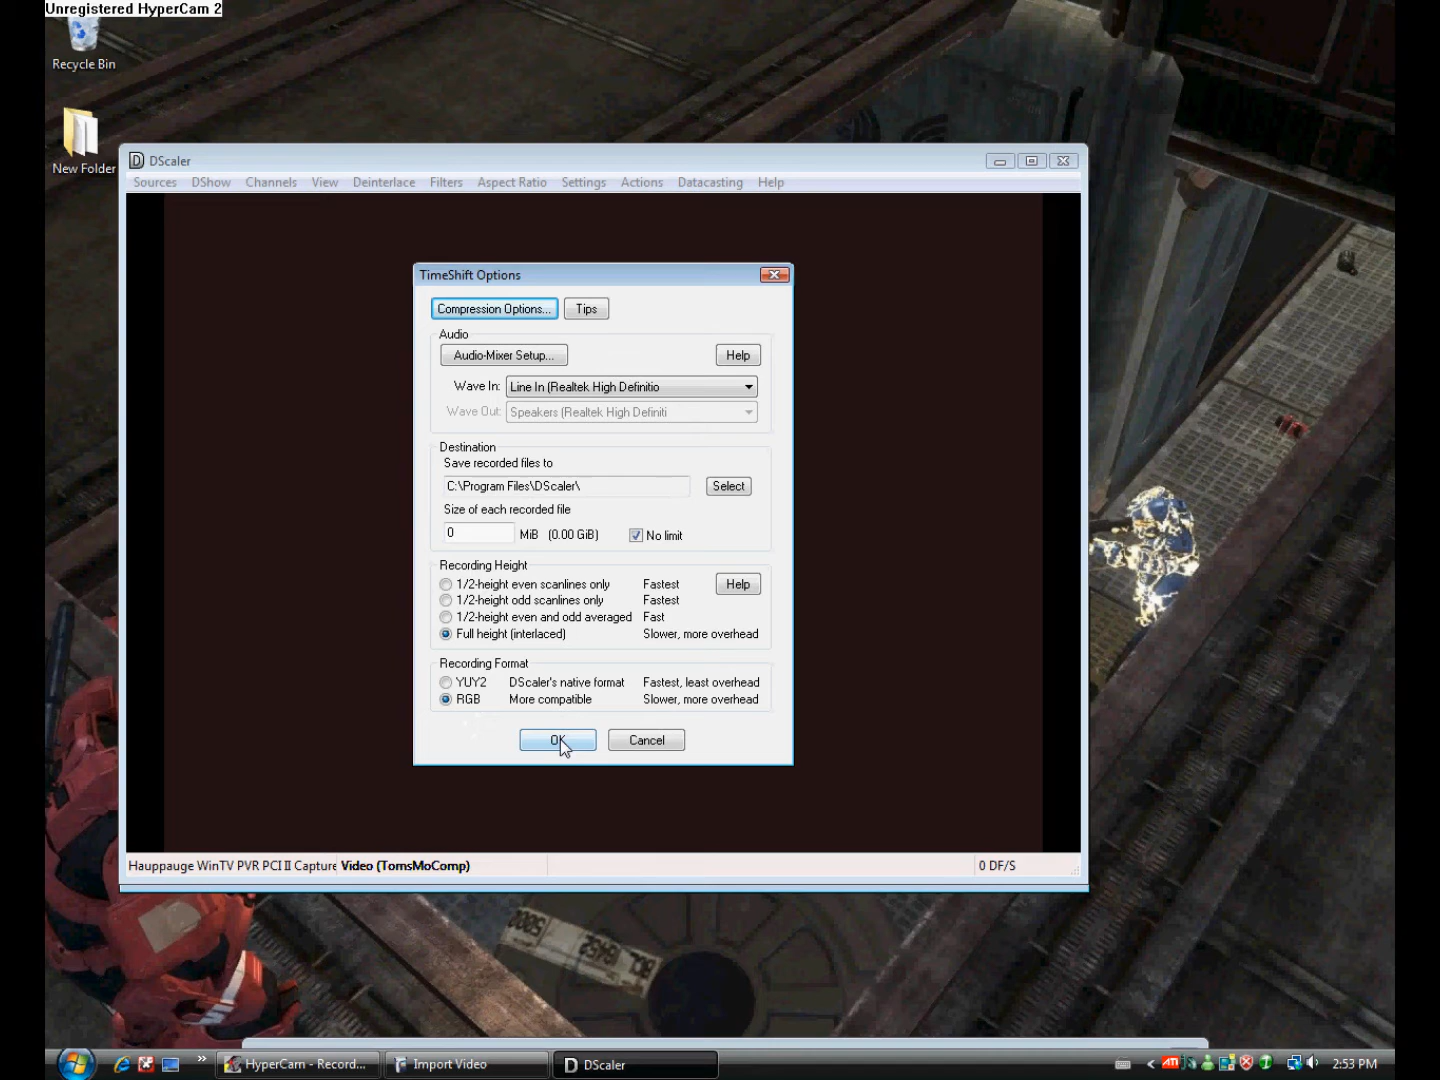 Unregistered HyperCam 2
Recycle Bin
New Folder
DScaler
Sources DShow Channels View Deinterlace Filters Aspect Ratio Settings Actions Datacasting Help
TimeShift Options
Compression Options... Tips
Audio
Audio-Mixer Setup... Help
Wave In: Line In (Realtek High Definitio
Wave Out: Speakers (Realtek High Definiti
Destination
Save recorded files to
C:\Program Files\DScaler\ Select
Size of each recorded file
0 MiB (0.00 GiB) No limit
Recording Height
1/2-height even scanlines only Fastest Help
1/2-height odd scanlines only Fastest
1/2-height even and odd averaged Fast
Full height (interlaced) Slower, more overhead
Recording Format
YUY2 DScaler's native format Fastest, least overhead
RGB More compatible Slower, more overhead
OK Cancel
Hauppauge WinTV PVR PCI II Capture Video (TomsMoComp) 0 DF/S
HyperCam - Record... Import Video DScaler ATI 2:53 PM